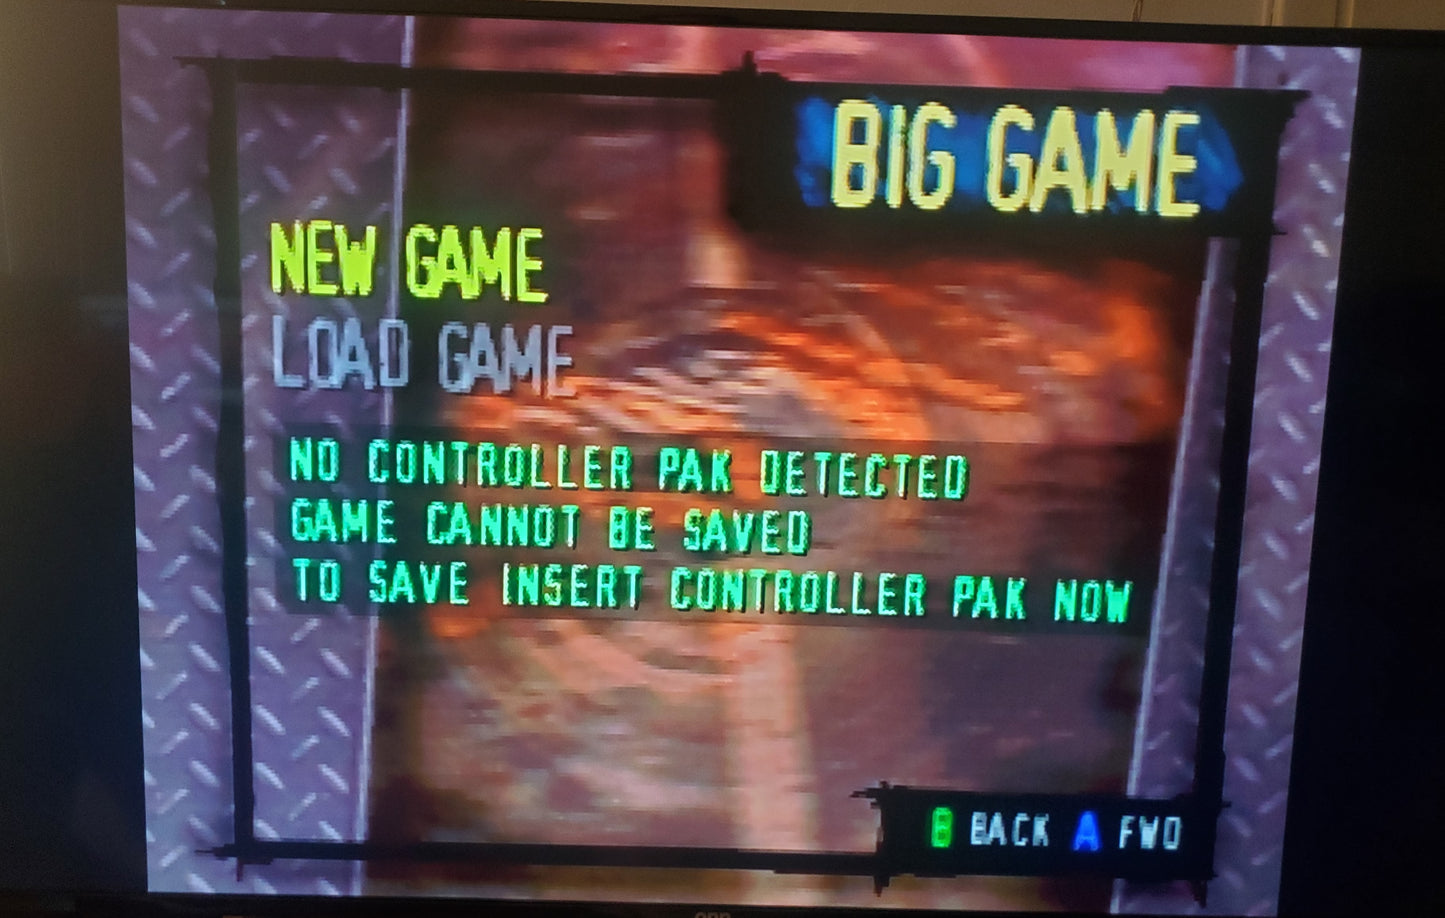 BIG GAME
NEW GAME
LOAD GAME
NO CONTROLLER PAK DETECTED
GAME CANNOT BE SAVED
TO SAVE INSERT CONTROLLER PAK NOW
B BACK A FWD